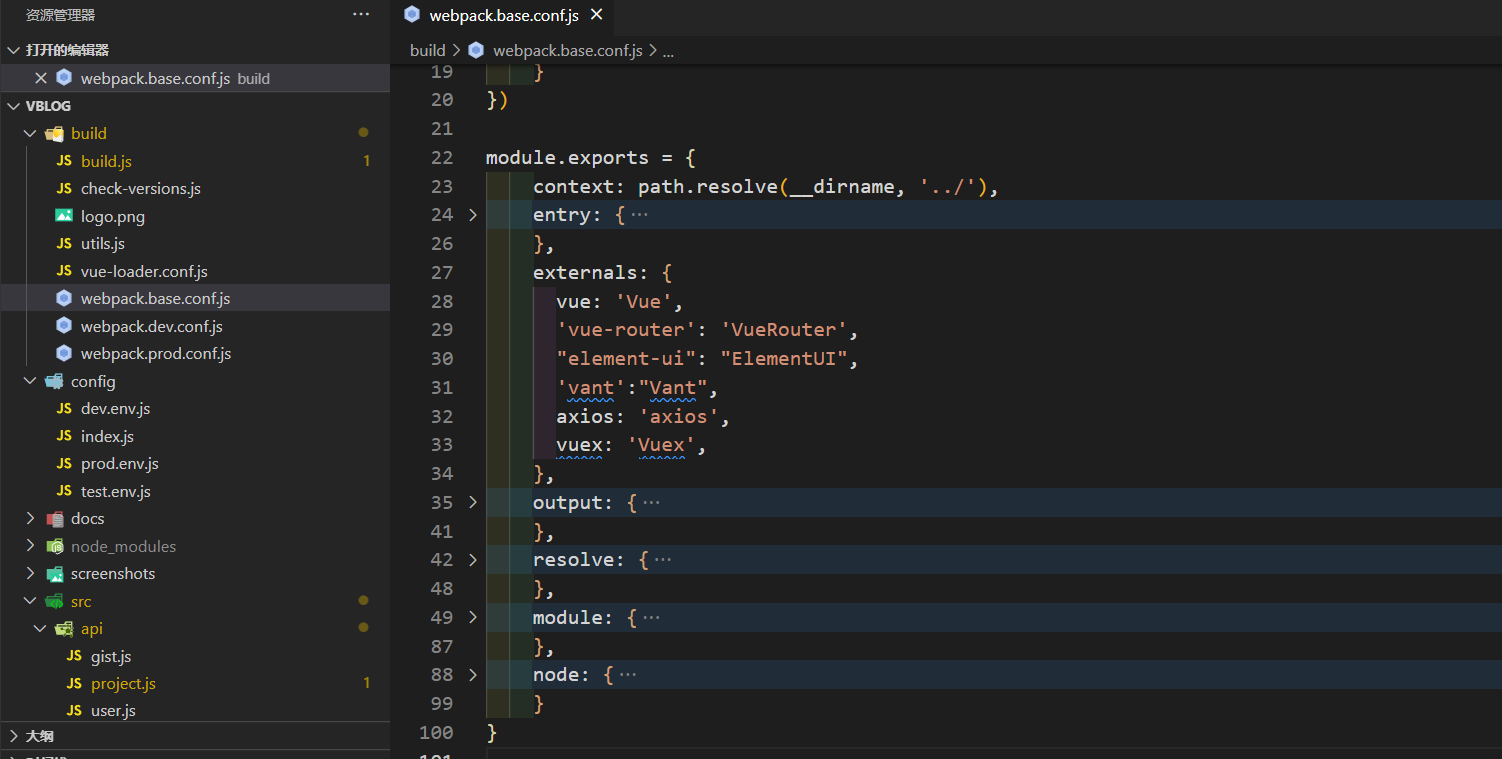 资源管理器 ···
打开的编辑器
webpack.base.conf.js build
VBLOG
build
JS build.js 1
JS check-versions.js
logo.png
JS utils.js
JS vue-loader.conf.js
webpack.base.conf.js
webpack.dev.conf.js
webpack.prod.conf.js
config
JS dev.env.js
JS index.js
JS prod.env.js
JS test.env.js
docs
node_modules
screenshots
src
api
JS gist.js
JS project.js 1
JS user.js
大纲
webpack.base.conf.js
build > webpack.base.conf.js > ...
19 }
20 })
21
22 module.exports = {
23 context: path.resolve(__dirname, '../'),
24 entry: {···
26 },
27 externals: {
28 vue: 'Vue',
29 'vue-router': 'VueRouter',
30 "element-ui": "ElementUI",
31 'vant':"Vant",
32 axios: 'axios',
33 vuex: 'Vuex',
34 },
35 output: {···
41 },
42 resolve: {···
48 },
49 module: {···
87 },
88 node: {···
99 }
100 }
101